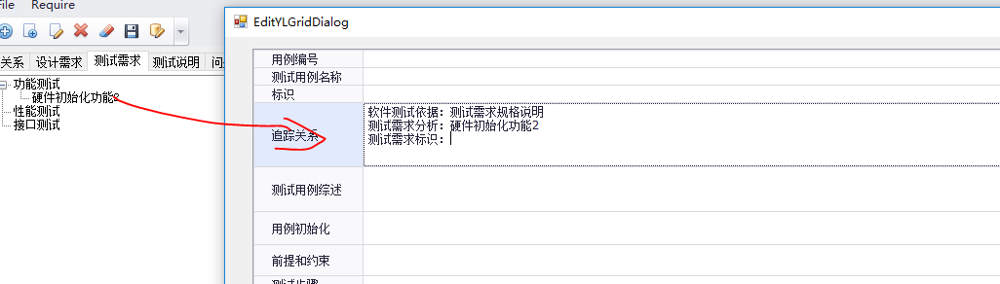 File Require
EditYLGridDialog
关系 设计需求 测试需求 测试说明
功能测试
硬件初始化功能2
性能测试
接口测试
用例编号
测试用例名称
标识
追踪关系
软件测试依据：测试需求规格说明
测试需求分析：硬件初始化功能2
测试需求标识：
测试用例综述
用例初始化
前提和约束
测试步骤